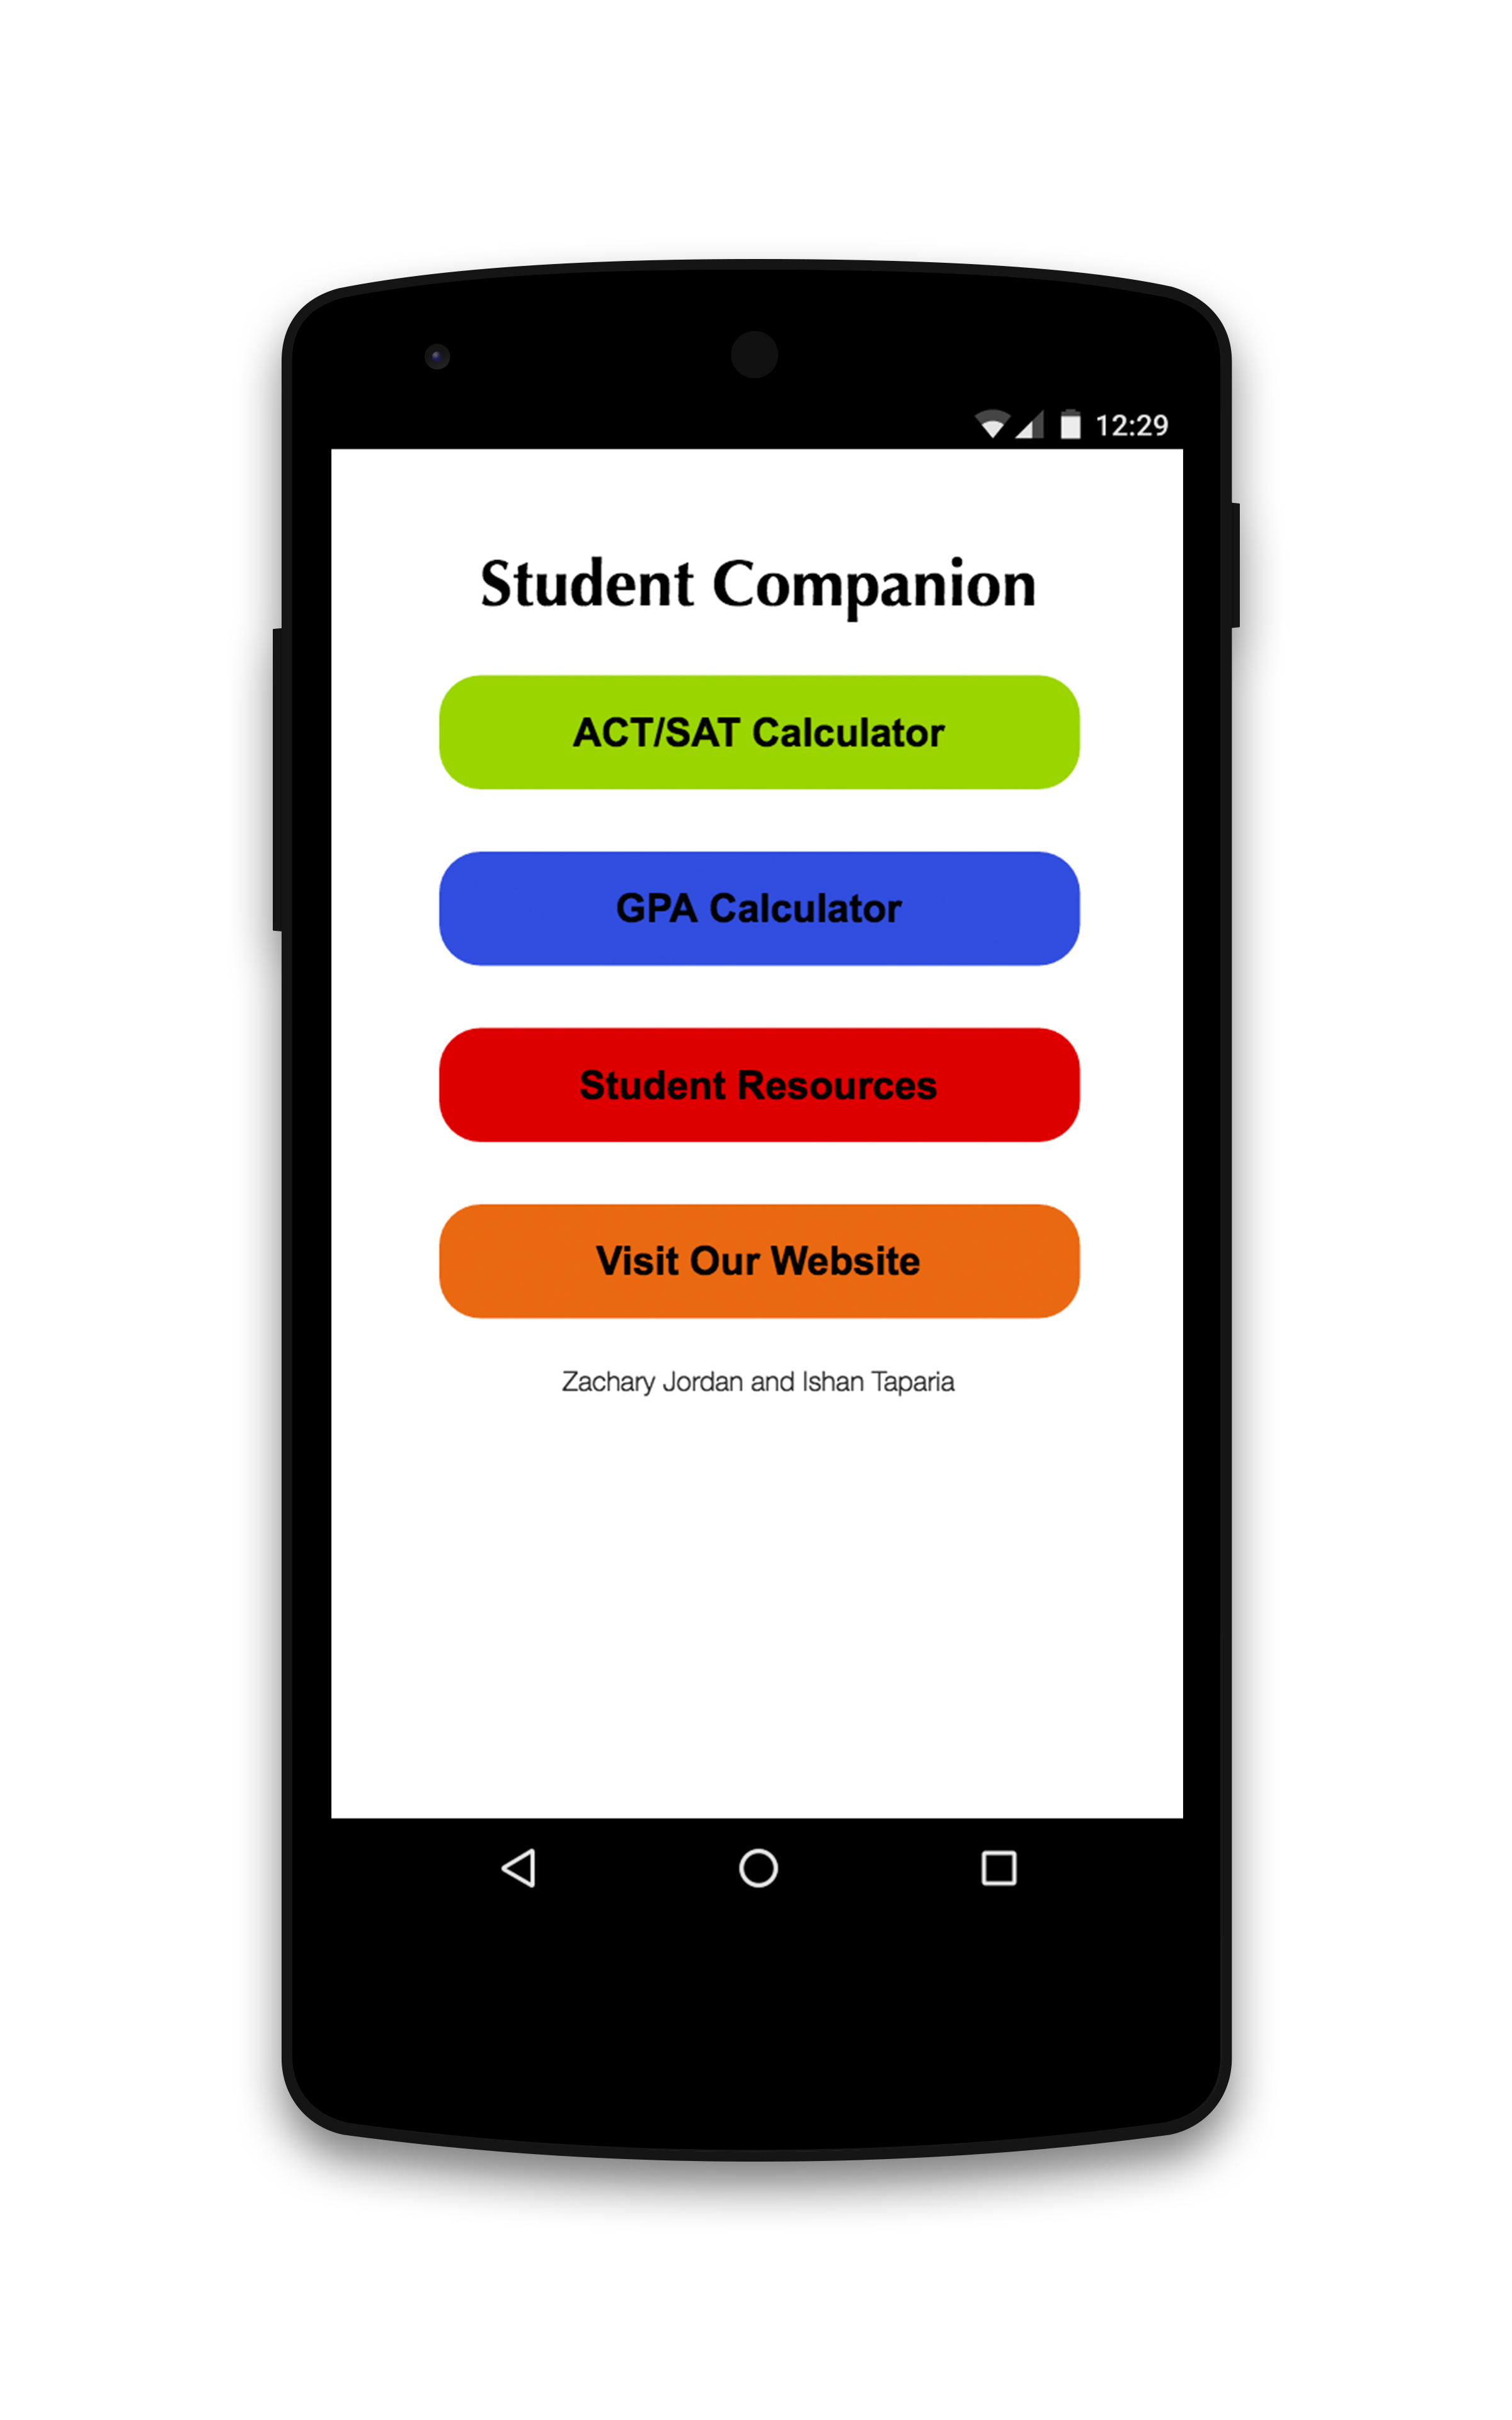 12:29
Student Companion
ACT/SAT Calculator
GPA Calculator
Student Resources
Visit Our Website
Zachary Jordan and Ishan Taparia